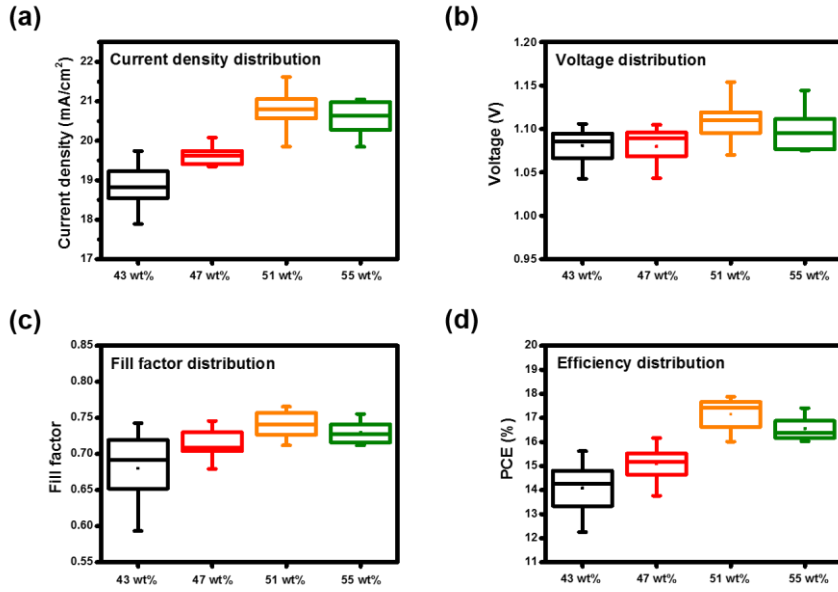 (a)
Current density distribution
Current density (mA/cm²)
22
21
20
19
18
17
43 wt%
47 wt%
51 wt%
55 wt%
(b)
Voltage distribution
Voltage (V)
1.20
1.15
1.10
1.05
1.00
0.95
43 wt%
47 wt%
51 wt%
55 wt%
(c)
Fill factor distribution
Fill factor
0.85
0.80
0.75
0.70
0.65
0.60
0.55
43 wt%
47 wt%
51 wt%
55 wt%
(d)
Efficiency distribution
PCE (%)
20
19
18
17
16
15
14
13
12
11
10
43 wt%
47 wt%
51 wt%
55 wt%